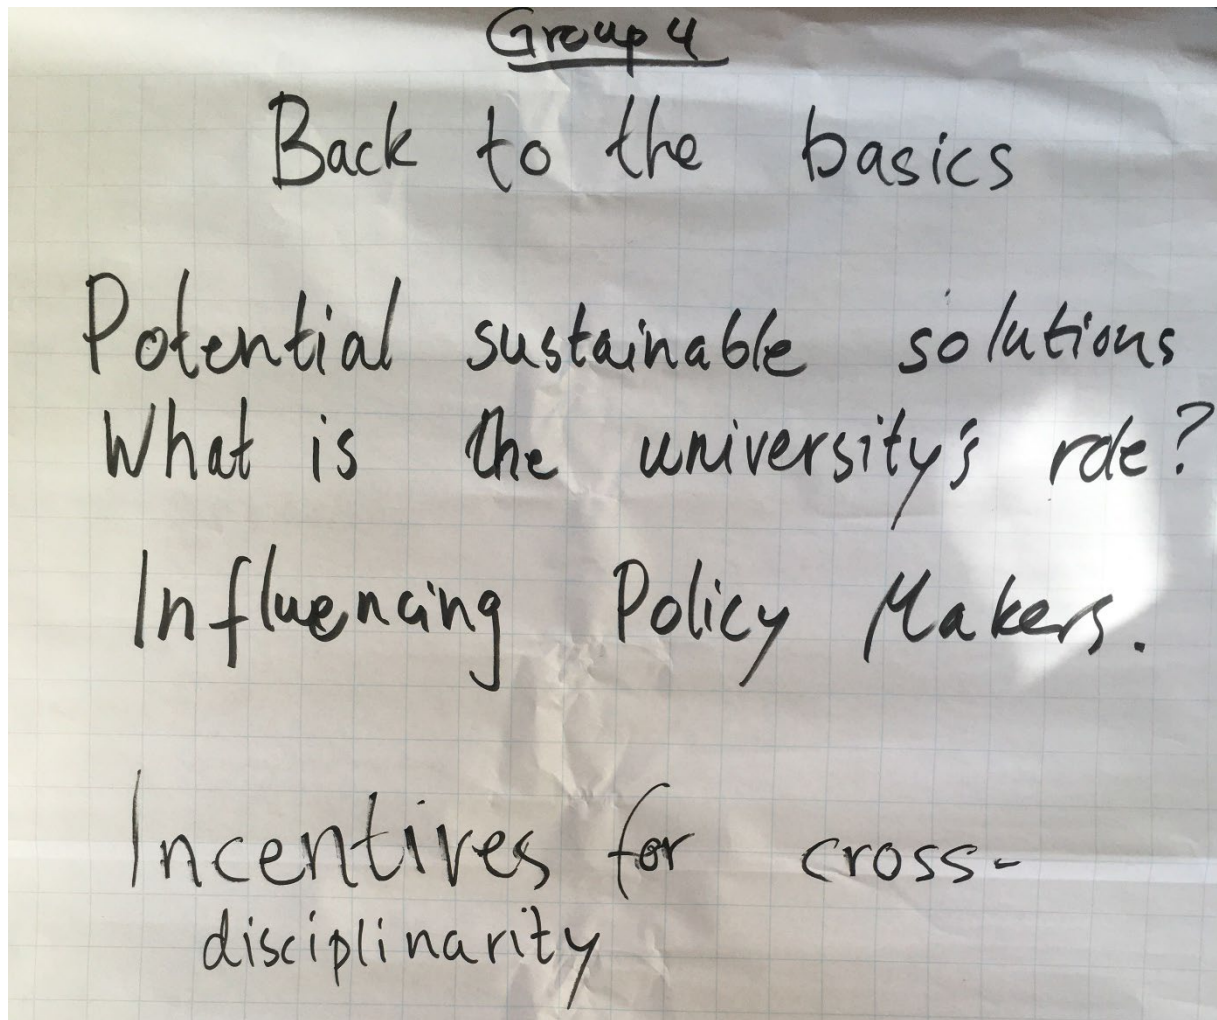 Group 4
Back to the basics
Potential sustainable solutions
What is the university's role?
Influencing Policy Makers.
Incentives for cross-
disciplinarity